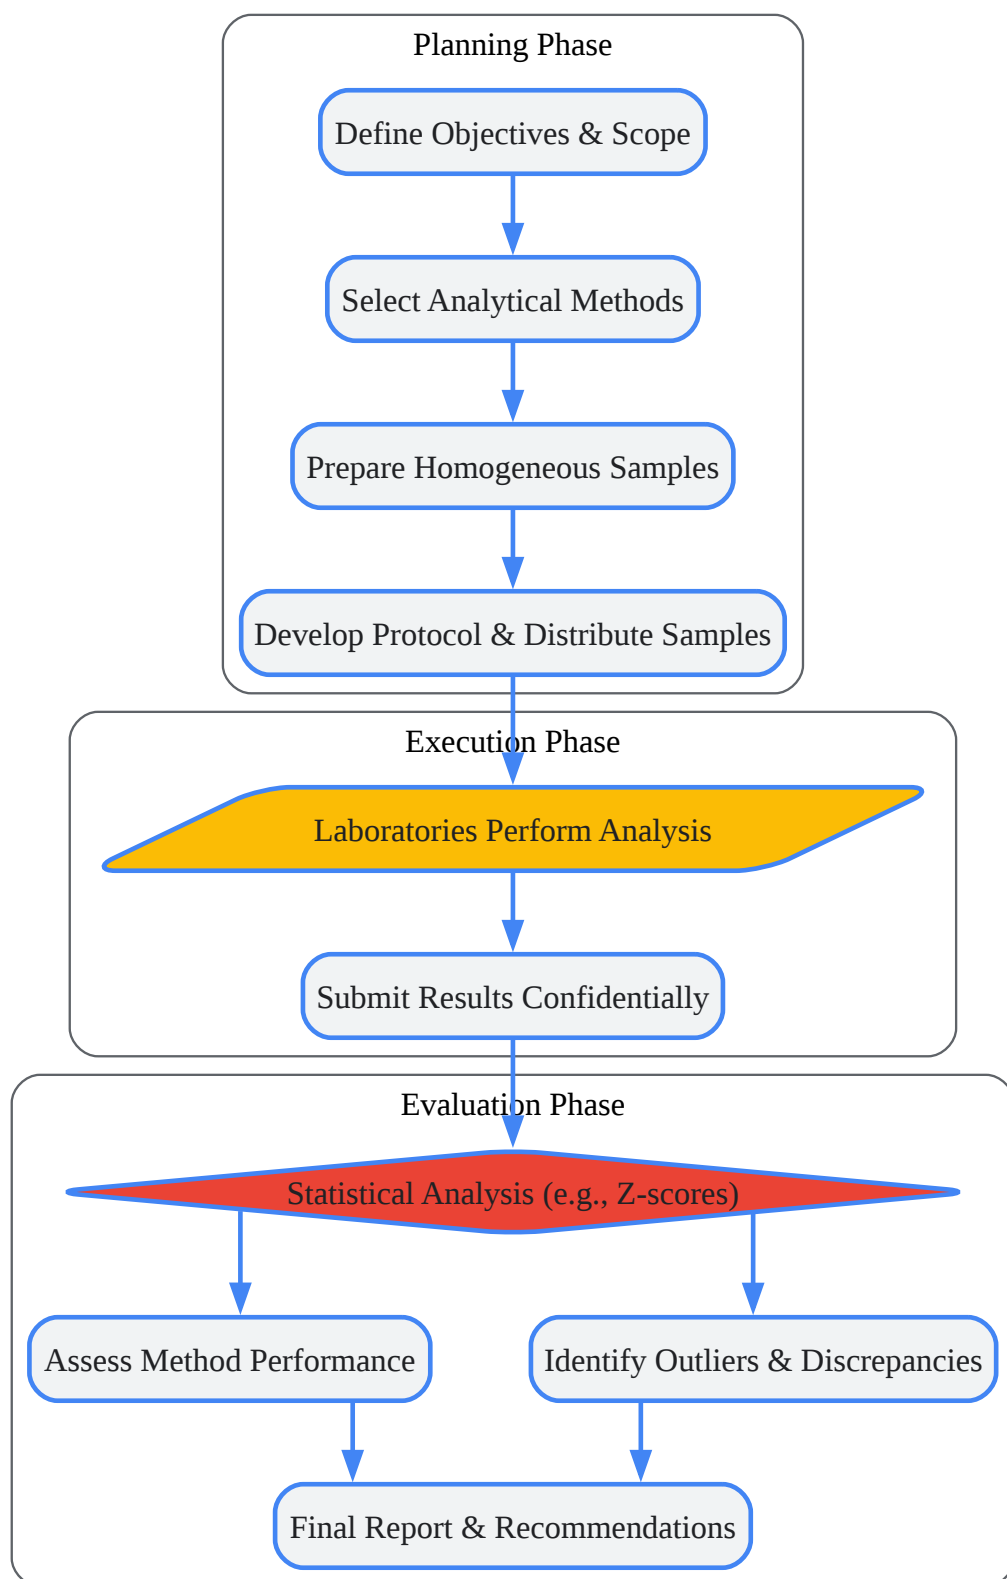 Planning Phase
Define Objectives & Scope
Select Analytical Methods
Prepare Homogeneous Samples
Develop Protocol & Distribute Samples
Execution Phase
Laboratories Perform Analysis
Submit Results Confidentially
Evaluation Phase
Statistical Analysis (e.g., Z-scores)
Assess Method Performance
Identify Outliers & Discrepancies
Final Report & Recommendations